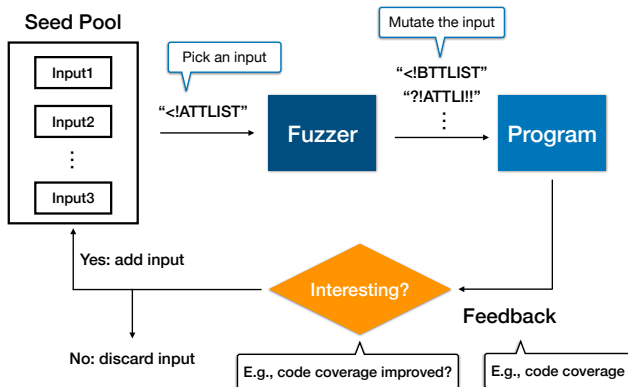 Seed Pool
Mutate the input
Pick an input
Input1
Input2
⋮
Input3
“<!ATTLIST”
Fuzzer
“<!BTTLIST”
“?!ATTLI!!”
⋮
Program
Yes: add input
Interesting?
Feedback
No: discard input
E.g., code coverage improved?
E.g., code coverage